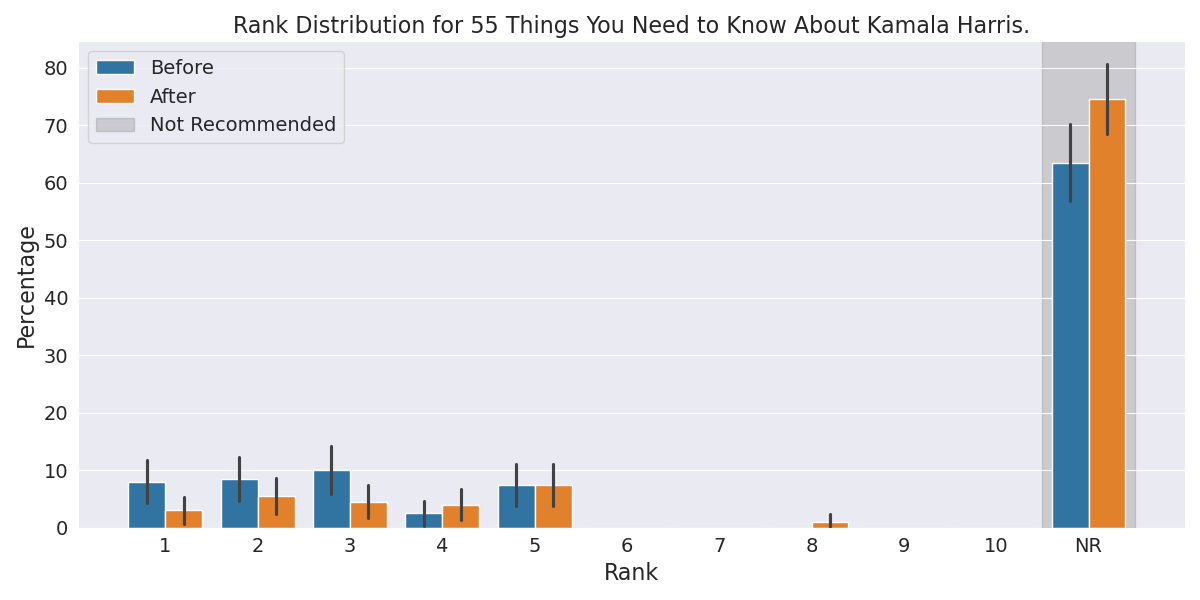 Rank Distribution for 55 Things You Need to Know About Kamala Harris.
Before
After
Not Recommended
Percentage
80
70
60
50
40
30
20
10
0
1 2 3 4 5 6 7 8 9 10 NR
Rank